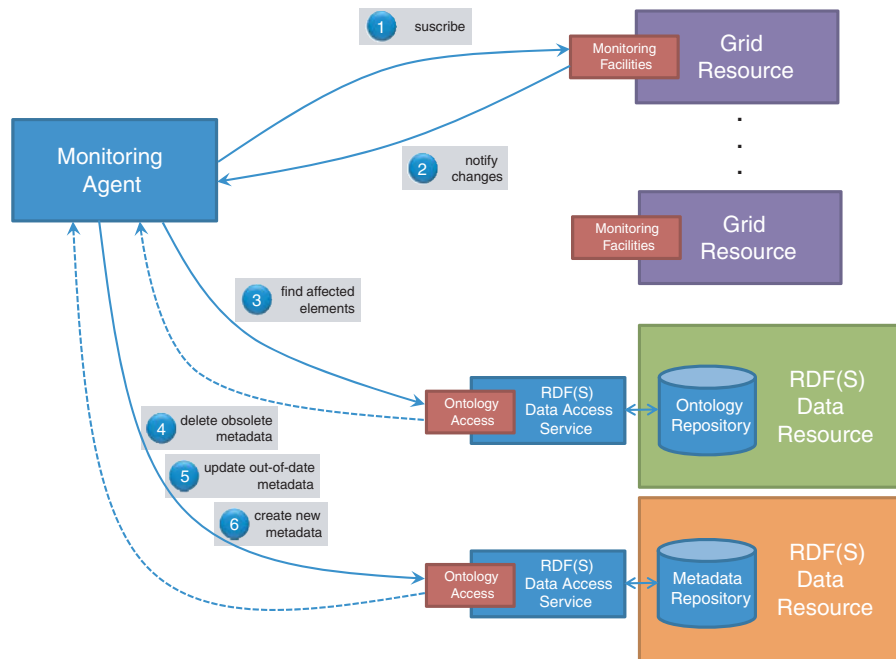 1 suscribe
Monitoring
Facilities
Grid
Resource
.
.
.
Monitoring
Agent
2 notify
changes
Monitoring
Facilities
Grid
Resource
3 find affected
elements
Ontology
Access
RDF(S)
Data Access
Service
Ontology
Repository
RDF(S)
Data
Resource
4 delete obsolete
metadata
5 update out-of-date
metadata
6 create new
metadata
Ontology
Access
RDF(S)
Data Access
Service
Metadata
Repository
RDF(S)
Data
Resource